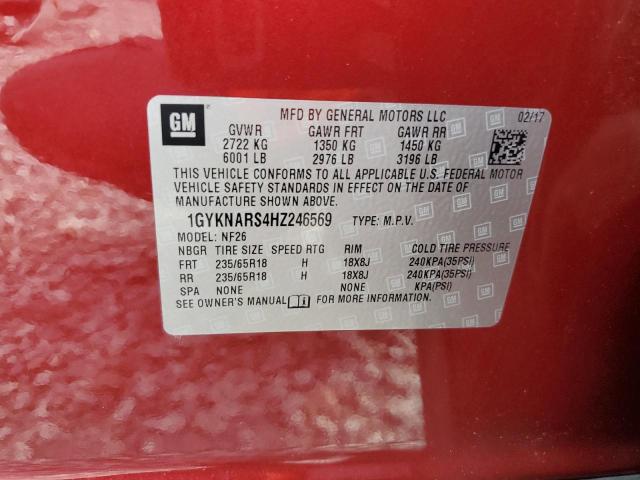 GM
MFD BY GENERAL MOTORS LLC 02/17
GVWR GAWR FRT GAWR RR
2722 KG 1350 KG 1450 KG
6001 LB 2976 LB 3196 LB
THIS VEHICLE CONFORMS TO ALL APPLICABLE U.S. FEDERAL MOTOR
VEHICLE SAFETY STANDARDS IN EFFECT ON THE DATE OF
MANUFACTURE SHOWN ABOVE.
1GYKNARS4HZ246569 TYPE: M.P.V.
MODEL: NF26
NBGR TIRE SIZE SPEED RTG RIM COLD TIRE PRESSURE
FRT 235/65R18 H 18X8J 240KPA(35PSI)
RR 235/65R18 H 18X8J 240KPA(35PSI)
SPA NONE NONE KPA(PSI)
SEE OWNER'S MANUAL FOR MORE INFORMATION.